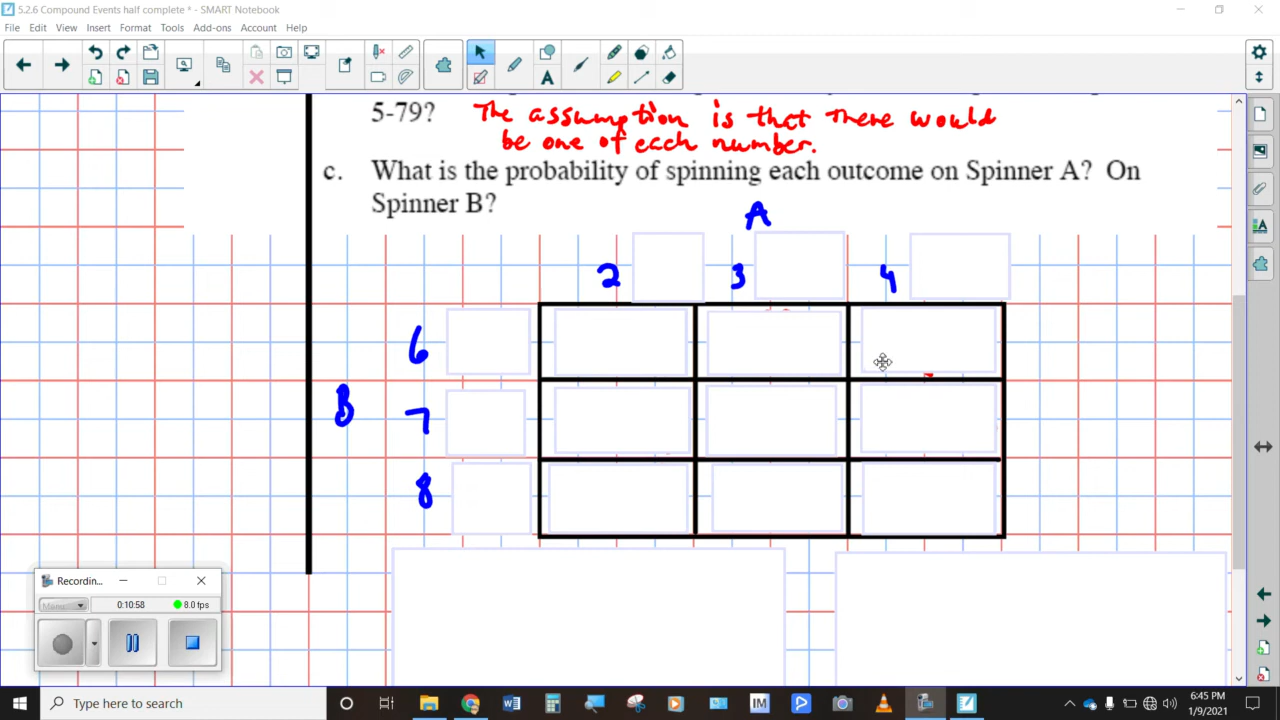 5.2.6 Compound Events half complete * - SMART Notebook
File Edit View Insert Format Tools Add-ons Account Help
5-79? The assumption is that there would
be one of each number.
c. What is the probability of spinning each outcome on Spinner A? On
Spinner B?
A
2 3 4
6
B 7
8
Recordin...
0:10:58 8.0 fps
Type here to search
6:45 PM
1/9/2021